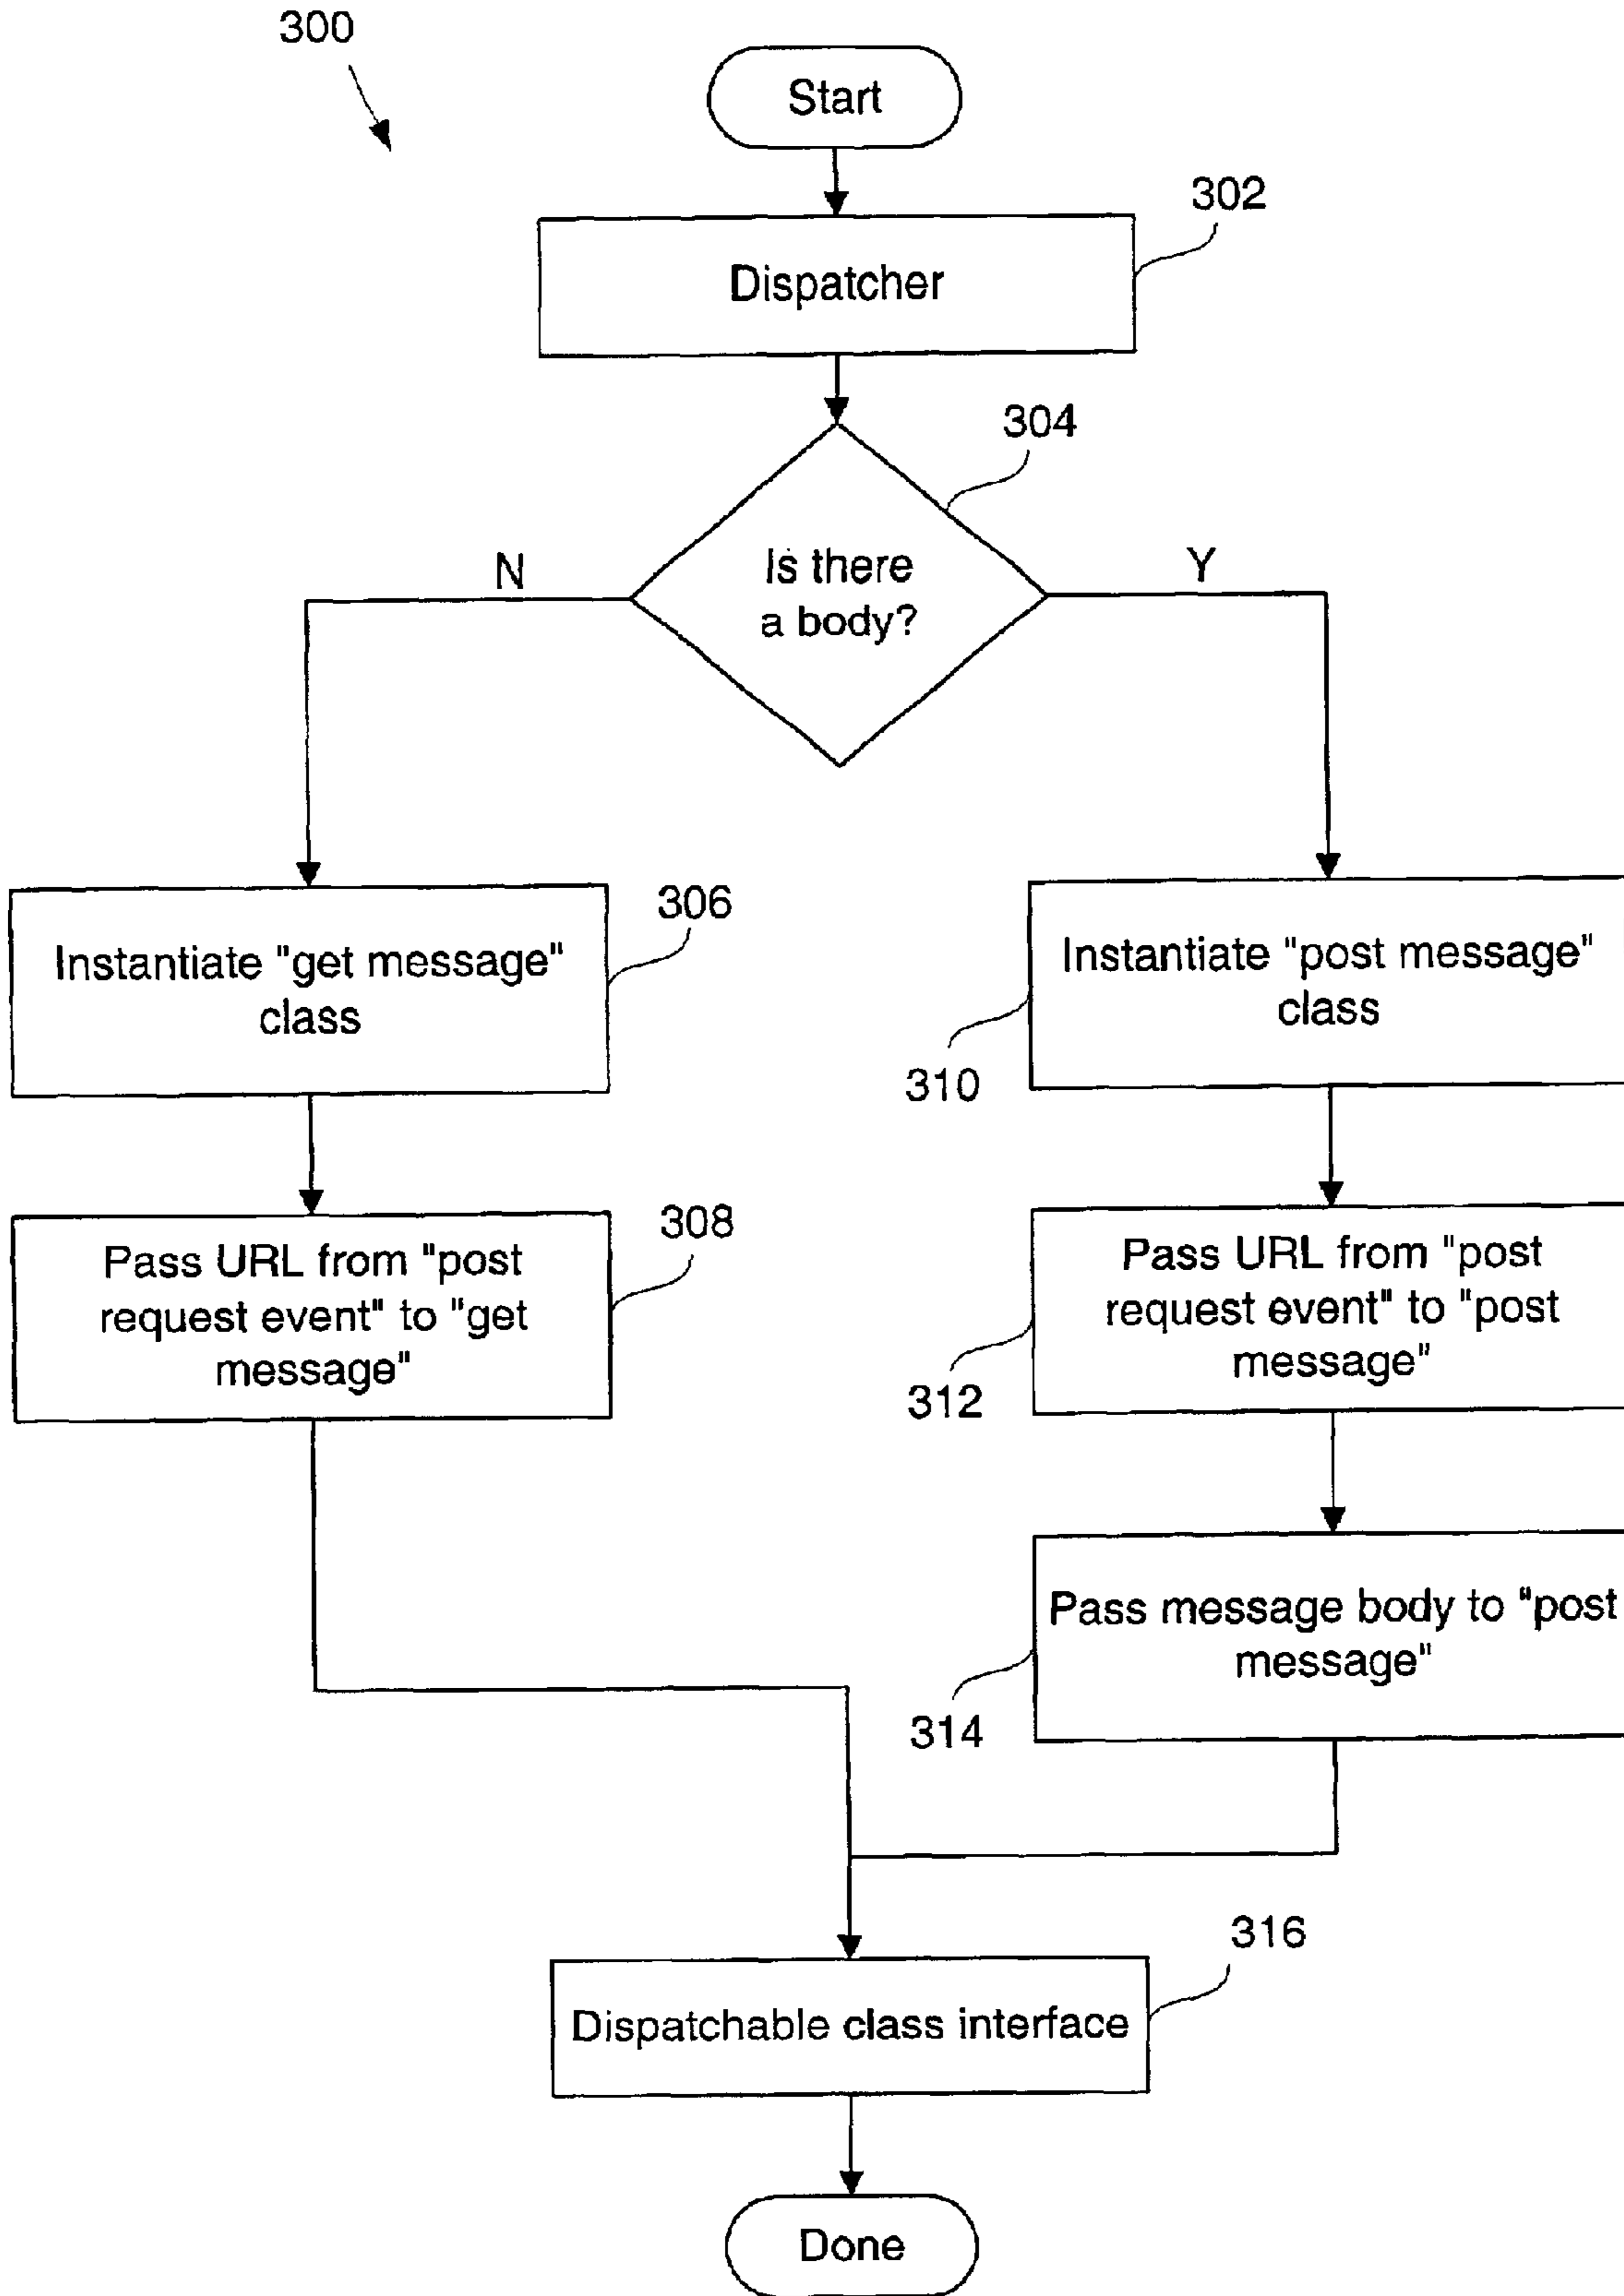 300
Start
302
Dispatcher
304
Is there
a body?
N
Y
306
Instantiate "get message"
class
310
Instantiate "post message"
class
308
Pass URL from "post
request event" to "get
message"
312
Pass URL from "post
request event" to "post
message"
314
Pass message body to "post
message"
316
Dispatchable class interface
Done